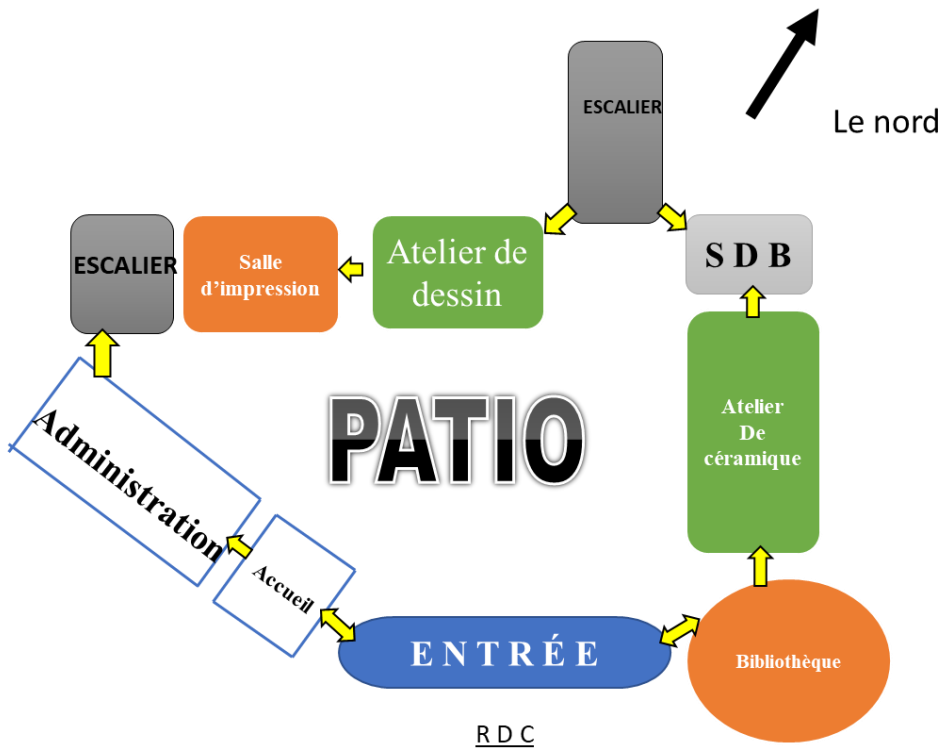 ESCALIER
Le nord
ESCALIER
Salle
d’impression
Atelier de
dessin
S D B
Administration
PATIO
Atelier
De
céramique
Accueil
E N T R É E
Bibliothèque
R D C